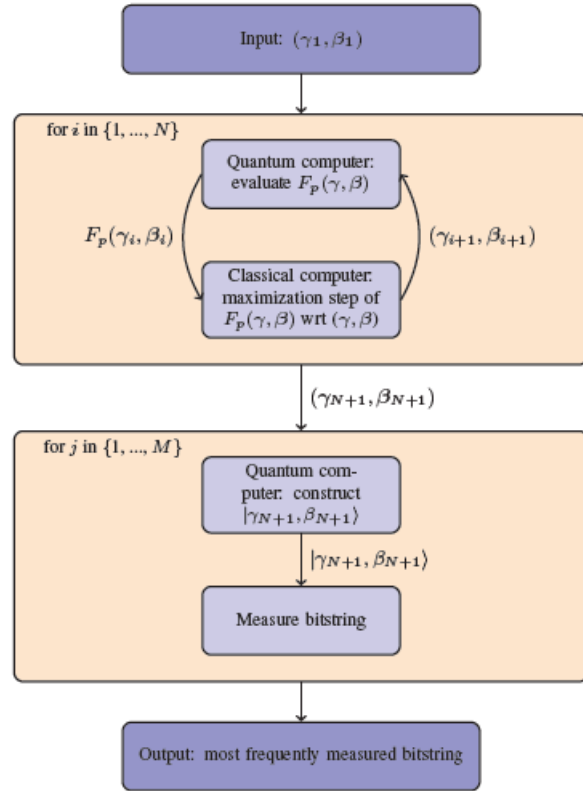 Input: (γ1, β1)
for i in {1, ..., N}
Quantum computer:
evaluate Fp(γ, β)
Fp(γi, βi)
(γi+1, βi+1)
Classical computer:
maximization step of
Fp(γ, β) wrt (γ, β)
(γN+1, βN+1)
for j in {1, ..., M}
Quantum com-
puter: construct
|γN+1, βN+1⟩
|γN+1, βN+1⟩
Measure bitstring
Output: most frequently measured bitstring